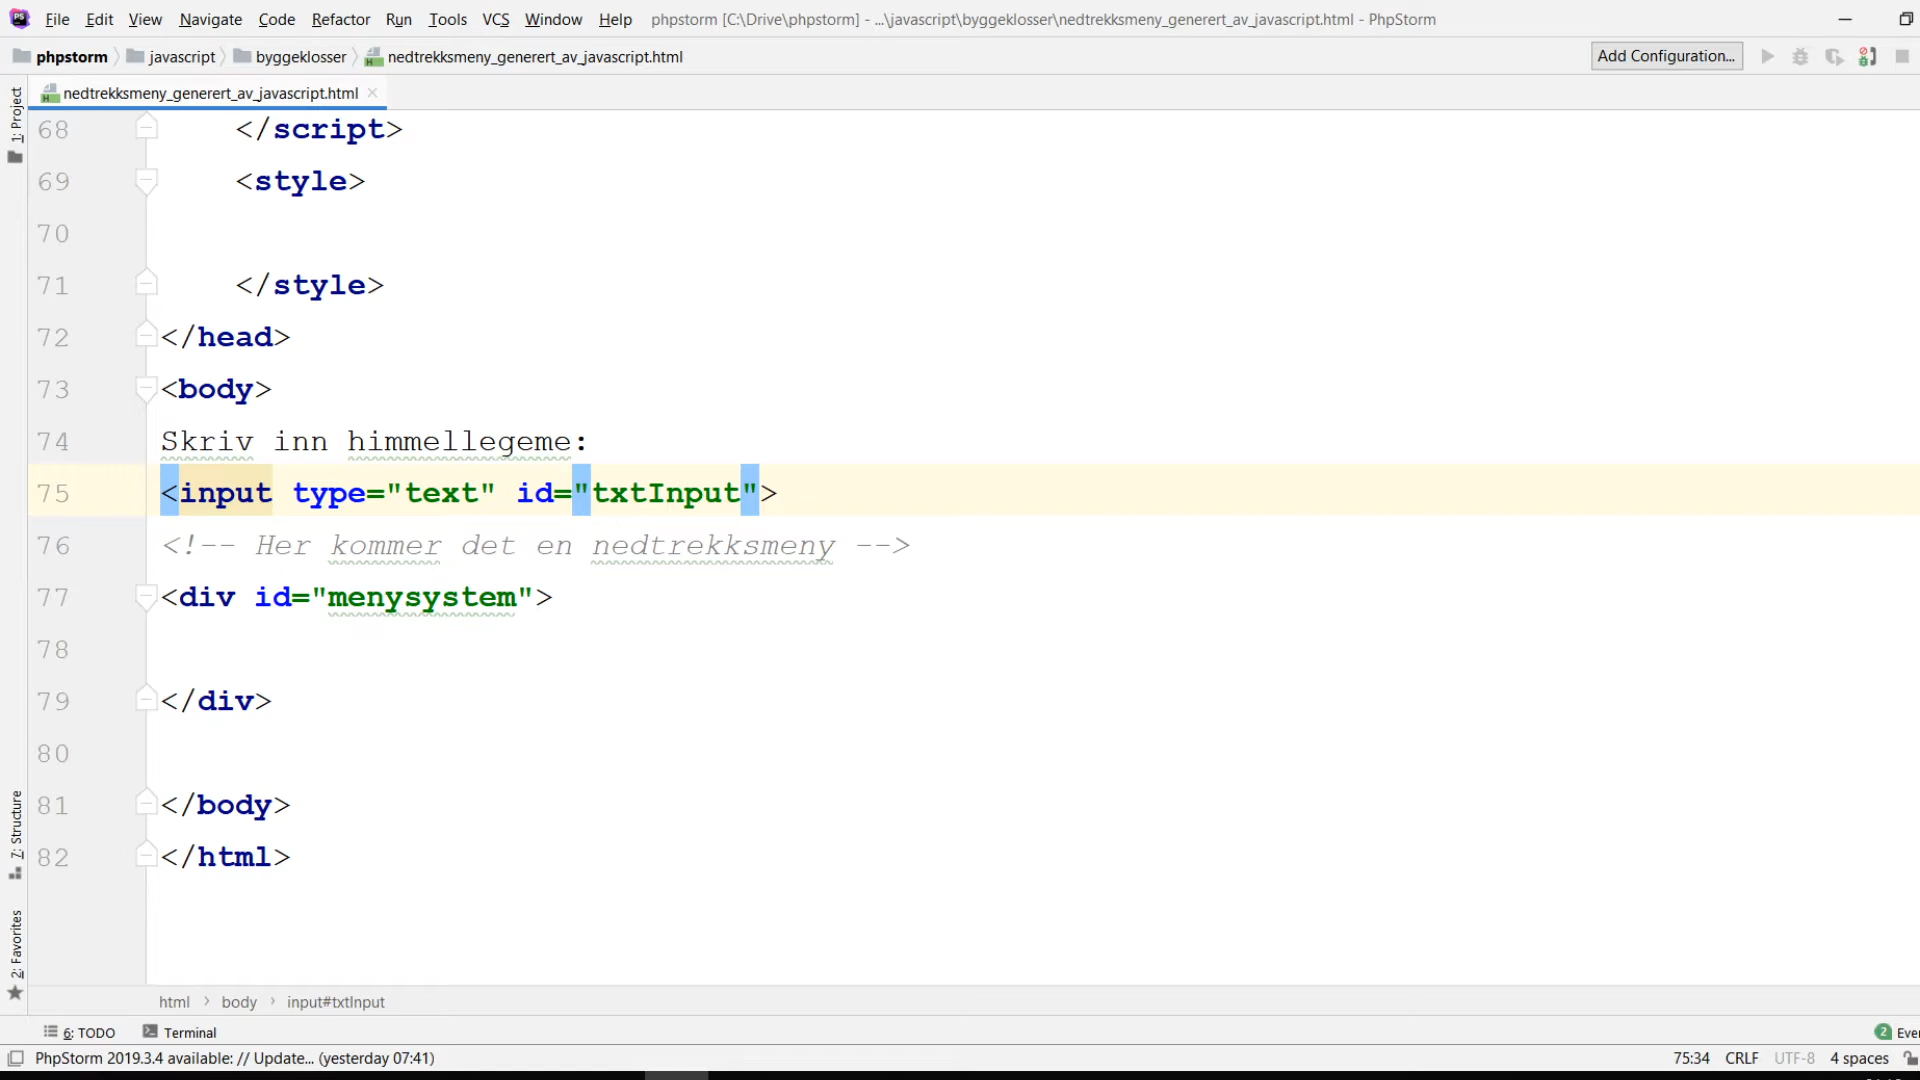 File Edit View Navigate Code Refactor Run Tools VCS Window Help phpstorm [C:\Drive\phpstorm] - ...\javascript\byggeklosser\nedtrekksmeny_generert_av_javascript.html - PhpStorm
phpstorm javascript byggeklosser nedtrekksmeny_generert_av_javascript.html Add Configuration...
nedtrekksmeny_generert_av_javascript.html
1: Project
68 </script>
69 <style>
70
71 </style>
72 </head>
73 <body>
74 Skriv inn himmellegeme:
75 <input type="text" id="txtInput">
76 <!-- Her kommer det en nedtrekksmeny -->
77 <div id="menysystem">
78
79 </div>
80
81 </body>
82 </html>
7: Structure
2: Favorites
html body input#txtInput
6: TODO Terminal 2
PhpStorm 2019.3.4 available: // Update... (yesterday 07:41) 75:34 CRLF UTF-8 4 spaces